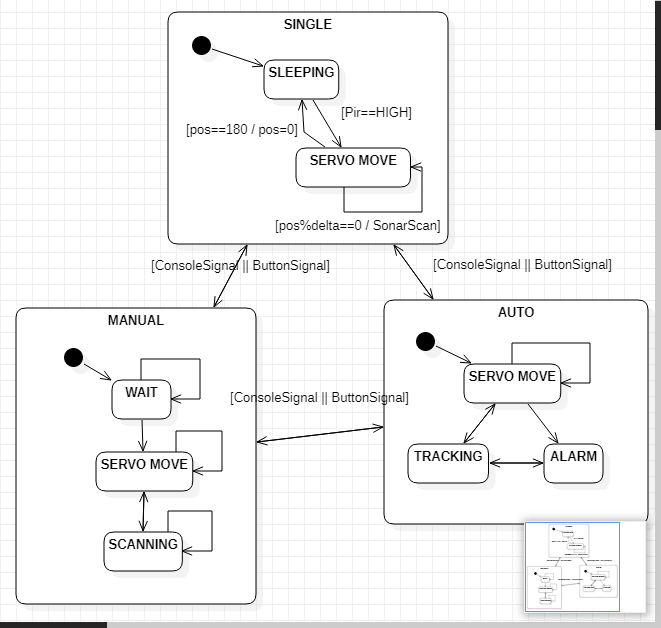 SINGLE
SLEEPING
[Pir==HIGH]
[pos==180 / pos=0]
SERVO MOVE
[pos%delta==0 / SonarScan]
[ConsoleSignal || ButtonSignal]
[ConsoleSignal || ButtonSignal]
MANUAL
WAIT
SERVO MOVE
SCANNING
[ConsoleSignal || ButtonSignal]
AUTO
SERVO MOVE
TRACKING
ALARM